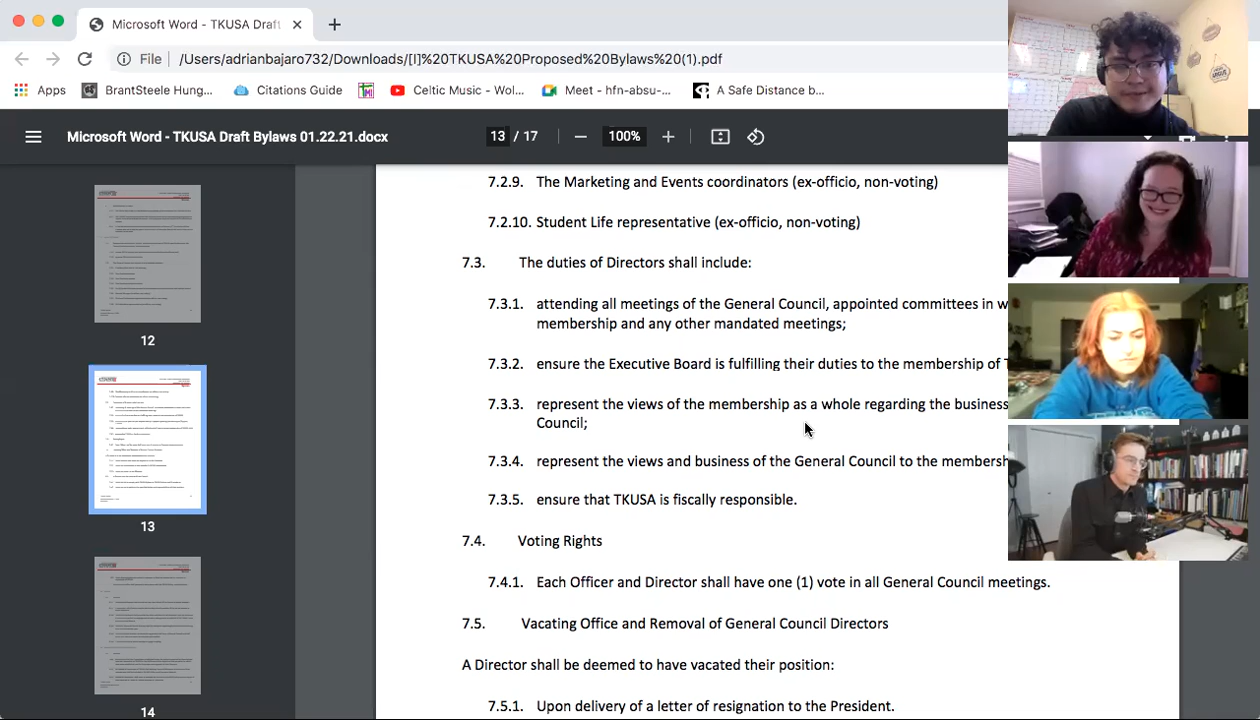 Microsoft Word - TKUSA Draft
File
/Users/adrianbajaro732/Downloads/[I]%20TKUSA%20Proposed%20Bylaws%20(1).pdf
Apps
BrantSteele Hung...
Citations Guide
Celtic Music - Wol...
Meet - hfn-absu-...
A Safe Distance b...
Microsoft Word - TKUSA Draft Bylaws 01.22.21.docx
13 / 17
100%
12
13
14
7.2.9. The Marketing and Events coordinators (ex-officio, non-voting)
7.2.10. Student Life representative (ex-officio, non-voting)
7.3. The duties of Directors shall include:
7.3.1. attending all meetings of the General Council, appointed committees in w
membership and any other mandated meetings;
7.3.2. ensure the Executive Board is fulfilling their duties to the membership of T
7.3.3. represent the views of the membership as a whole regarding the business
Council;
7.3.4. represent the views and business of the General Council to the membersh
7.3.5. ensure that TKUSA is fiscally responsible.
7.4. Voting Rights
7.4.1. Each Officer and Director shall have one (1) vote in all General Council meetings.
7.5. Vacating Office and Removal of General Council Directors
A Director shall be deemed to have vacated their position:
7.5.1. Upon delivery of a letter of resignation to the President.